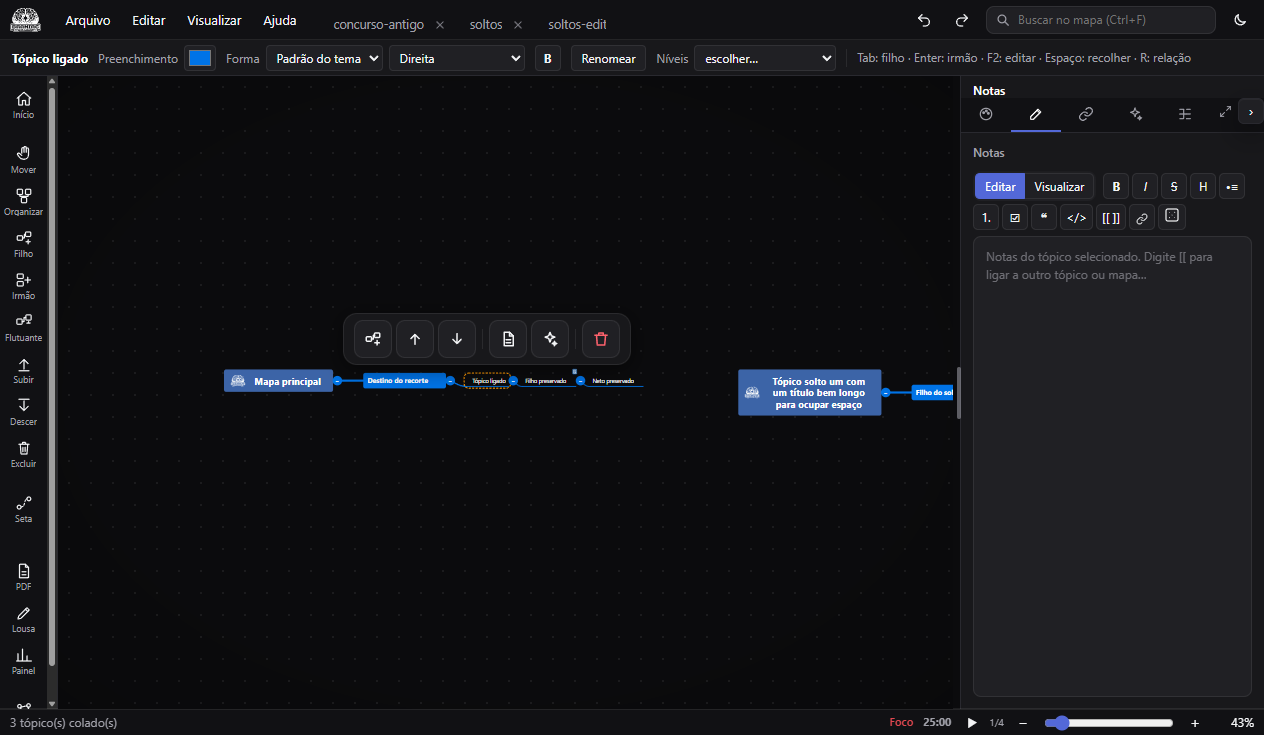 Arquivo Editar Visualizar Ajuda concurso-antigo × soltos × soltos-edit Buscar no mapa (Ctrl+F)
Tópico ligado Preenchimento Forma Padrão do tema Direita B Renomear Níveis escolher... Tab: filho · Enter: irmão · F2: editar · Espaço: recolher · R: relação
Início
Mover
Organizar
Filho
Irmão
Flutuante
Subir
Descer
Excluir
Seta
PDF
Lousa
Painel
Mapa principal
Destino do recorte
Tópico ligado
Filho preservado
Neto preservado
Tópico solto um com
um título bem longo
para ocupar espaço
Filho do sol
Notas
Notas
Editar Visualizar B I S H •≡
1. ❝ </> [[ ]]
Notas do tópico selecionado. Digite [[ para
ligar a outro tópico ou mapa...
3 tópico(s) colado(s) Foco 25:00 ▶ 1/4 − + 43%